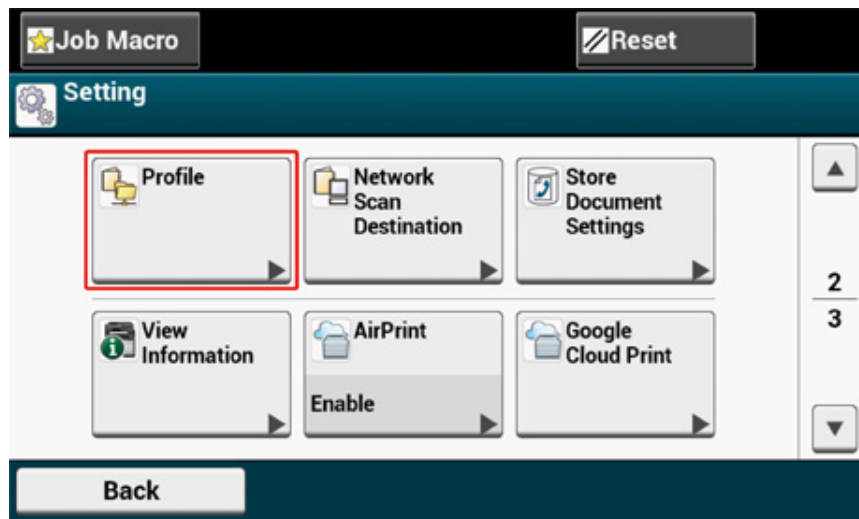 Job Macro
Reset
Setting
Profile
Network
Scan
Destination
Store
Document
Settings
2
3
View
Information
AirPrint
Enable
Google
Cloud Print
Back